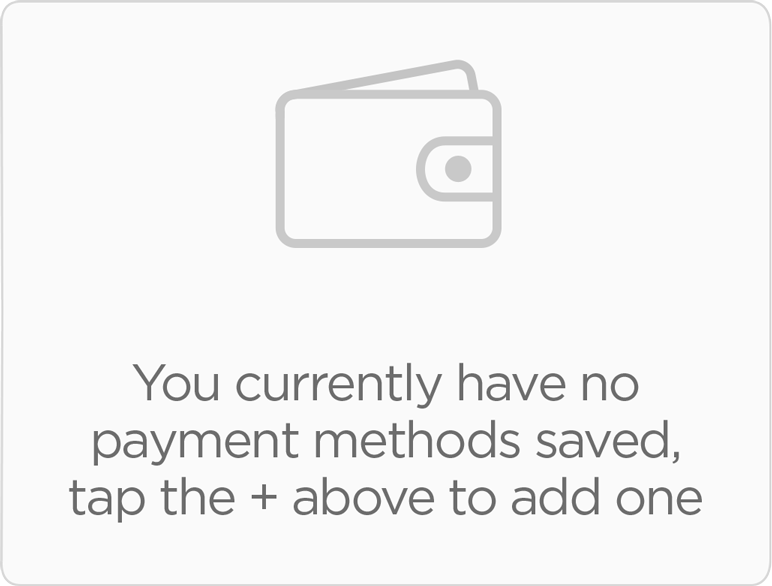 You currently have no
payment methods saved,
tap the + above to add one